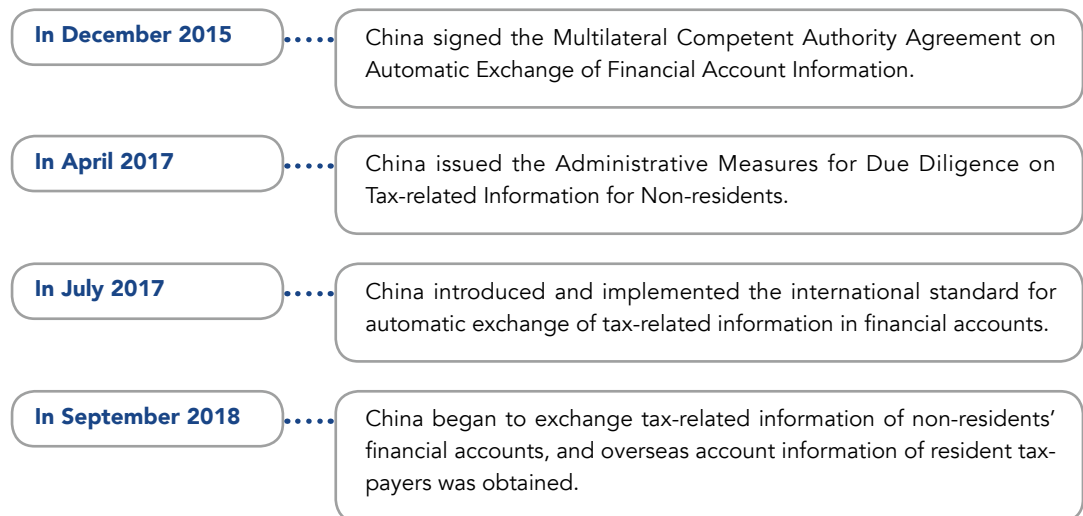 In December 2015
China signed the Multilateral Competent Authority Agreement on
Automatic Exchange of Financial Account Information.
In April 2017
China issued the Administrative Measures for Due Diligence on
Tax-related Information for Non-residents.
In July 2017
China introduced and implemented the international standard for
automatic exchange of tax-related information in financial accounts.
In September 2018
China began to exchange tax-related information of non-residents’
financial accounts, and overseas account information of resident tax-
payers was obtained.